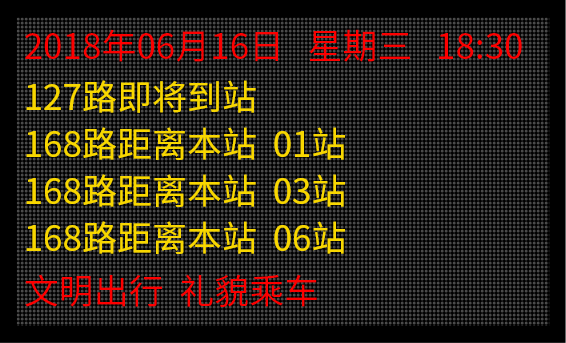 2018年06月16日 星期三 18:30
127路即将到站
168路距离本站 01站
168路距离本站 03站
168路距离本站 06站
文明出行 礼貌乘车